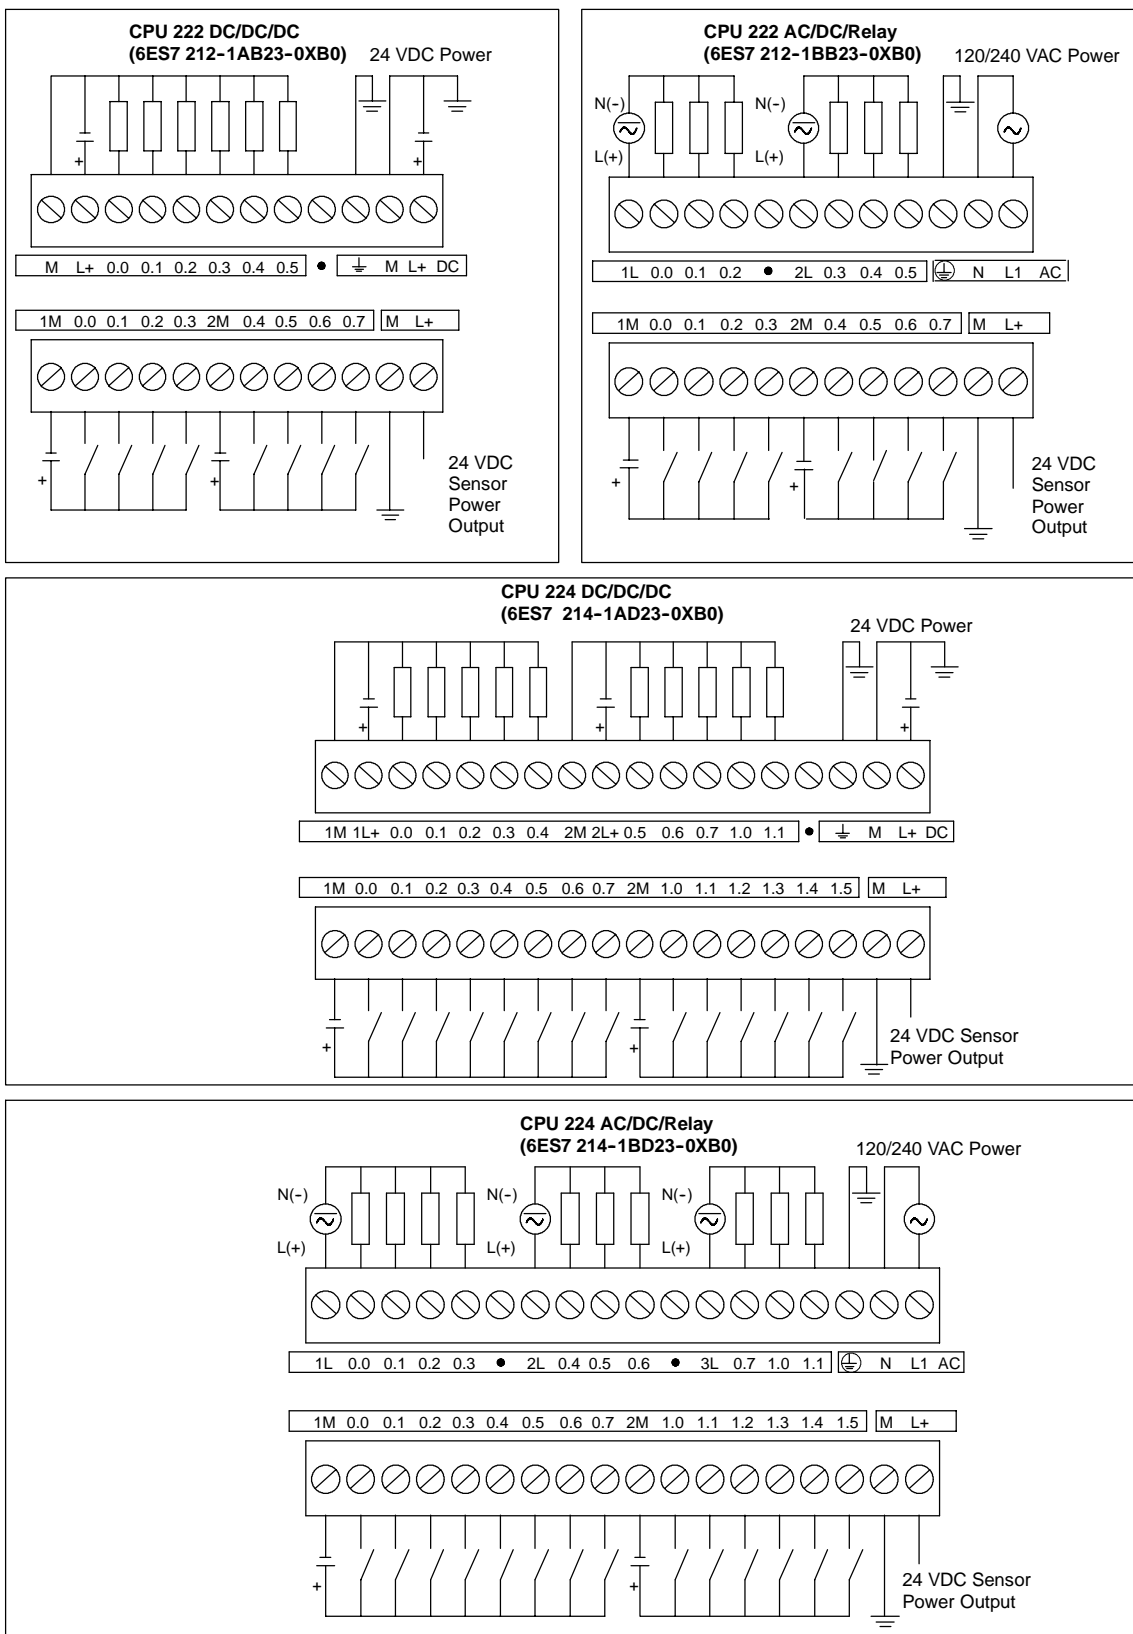 CPU 222 DC/DC/DC
(6ES7 212-1AB23-0XB0)
24 VDC Power
+
+
M L+ 0.0 0.1 0.2 0.3 0.4 0.5 • ⏚ M L+ DC
1M 0.0 0.1 0.2 0.3 2M 0.4 0.5 0.6 0.7 M L+
+
+
24 VDC
Sensor
Power
Output
CPU 222 AC/DC/Relay
(6ES7 212-1BB23-0XB0)
120/240 VAC Power
N(-)
N(-)
L(+)
L(+)
1L 0.0 0.1 0.2 • 2L 0.3 0.4 0.5 ⏚ N L1 AC
1M 0.0 0.1 0.2 0.3 2M 0.4 0.5 0.6 0.7 M L+
+
+
24 VDC
Sensor
Power
Output
CPU 224 DC/DC/DC
(6ES7 214-1AD23-0XB0)
24 VDC Power
+
+
+
1M 1L+ 0.0 0.1 0.2 0.3 0.4 2M 2L+ 0.5 0.6 0.7 1.0 1.1 • ⏚ M L+ DC
1M 0.0 0.1 0.2 0.3 0.4 0.5 0.6 0.7 2M 1.0 1.1 1.2 1.3 1.4 1.5 M L+
+
+
24 VDC Sensor
Power Output
CPU 224 AC/DC/Relay
(6ES7 214-1BD23-0XB0)
120/240 VAC Power
N(-)
N(-)
N(-)
L(+)
L(+)
L(+)
1L 0.0 0.1 0.2 0.3 • 2L 0.4 0.5 0.6 • 3L 0.7 1.0 1.1 ⏚ N L1 AC
1M 0.0 0.1 0.2 0.3 0.4 0.5 0.6 0.7 2M 1.0 1.1 1.2 1.3 1.4 1.5 M L+
+
+
24 VDC Sensor
Power Output